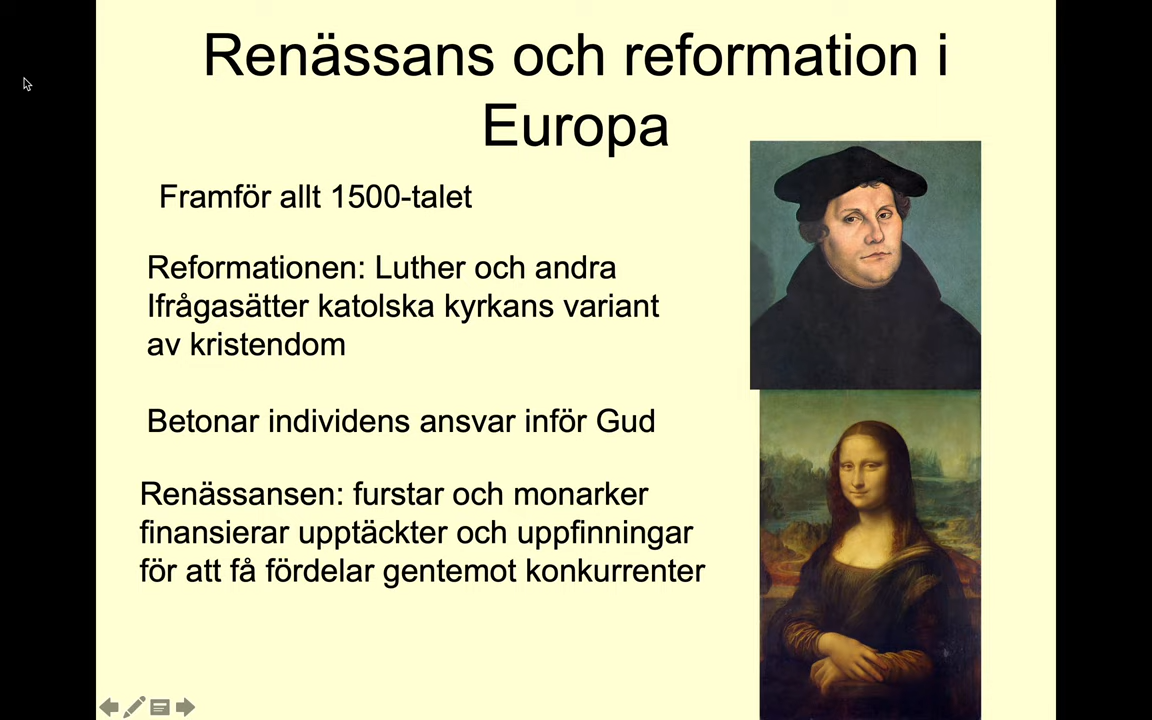 Renässans och reformation i
Europa
Framför allt 1500-talet
Reformationen: Luther och andra
Ifrågasätter katolska kyrkans variant
av kristendom
Betonar individens ansvar inför Gud
Renässansen: furstar och monarker
finansierar upptäckter och uppfinningar
för att få fördelar gentemot konkurrenter